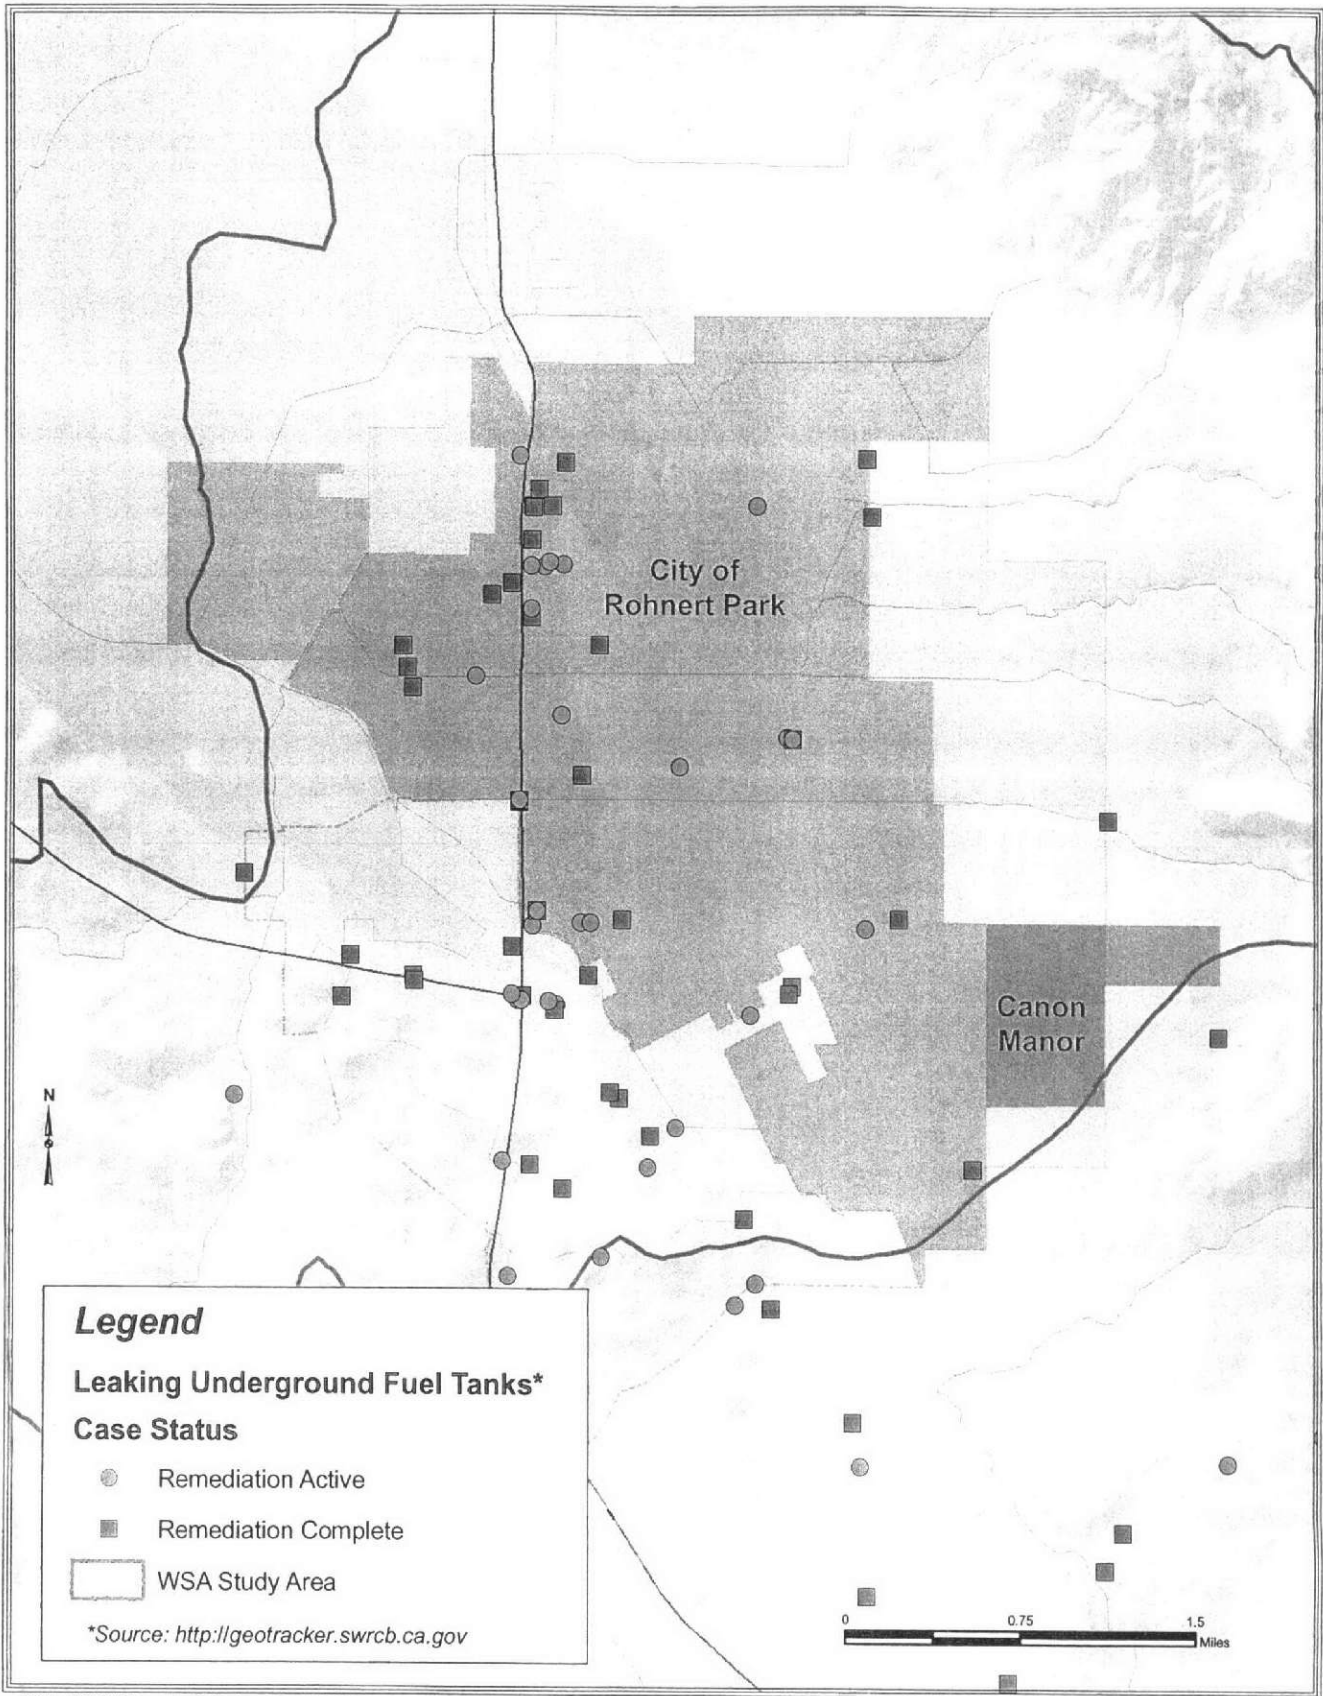 City of
Rohnert Park
Canon
Manor
N
Legend
Leaking Underground Fuel Tanks*
Case Status
Remediation Active
Remediation Complete
WSA Study Area
*Source: http://geotracker.swrcb.ca.gov
0 0.75 1.5
Miles